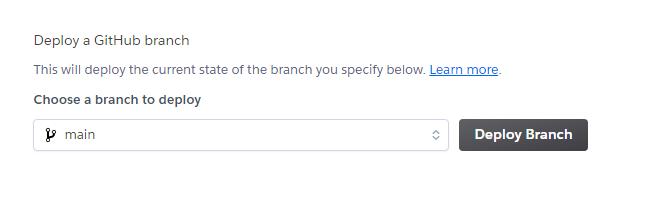 Deploy a GitHub branch
This will deploy the current state of the branch you specify below. Learn more.
Choose a branch to deploy
main
Deploy Branch